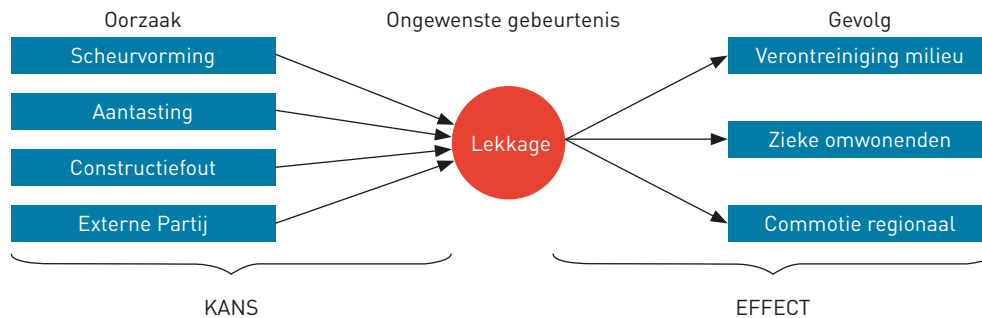 Oorzaak
Ongewenste gebeurtenis
Gevolg
Scheurvorming
Aantasting
Constructiefout
Externe Partij
Lekkage
Verontreiniging milieu
Zieke omwonenden
Commotie regionaal
KANS
EFFECT